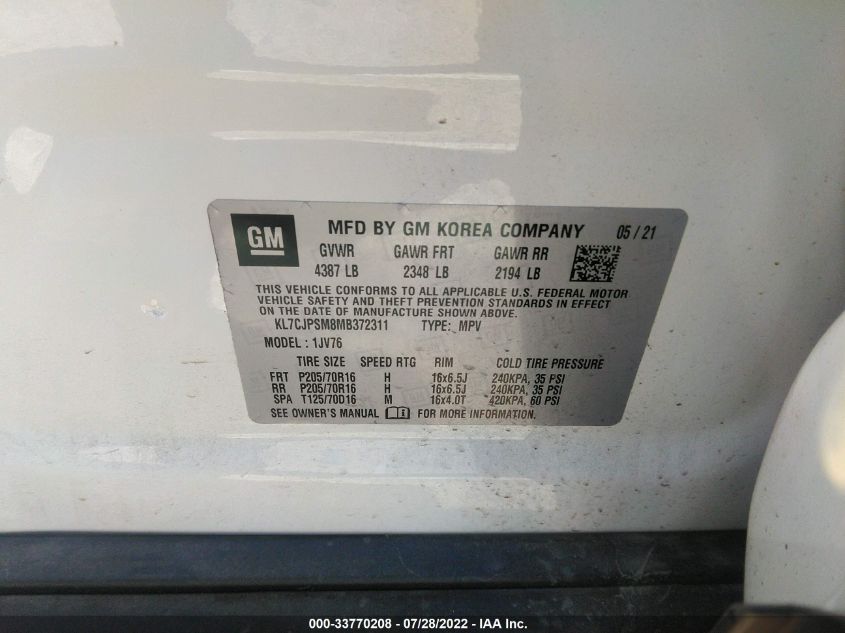 GM
MFD BY GM KOREA COMPANY 05 / 21
GVWR GAWR FRT GAWR RR
4387 LB 2348 LB 2194 LB
THIS VEHICLE CONFORMS TO ALL APPLICABLE U.S. FEDERAL MOTOR
VEHICLE SAFETY AND THEFT PREVENTION STANDARDS IN EFFECT
ON THE DATE OF MANUFACTURE SHOWN ABOVE.
KL7CJPSM8MB372311 TYPE: MPV
MODEL : 1JV76
TIRE SIZE SPEED RTG RIM COLD TIRE PRESSURE
FRT P205/70R16 H 16x6.5J 240KPA, 35 PSI
RR P205/70R16 H 16x6.5J 240KPA, 35 PSI
SPA T125/70D16 M 16x4.0T 420KPA, 60 PSI
SEE OWNER'S MANUAL FOR MORE INFORMATION.
000-33770208 - 07/28/2022 - IAA Inc.